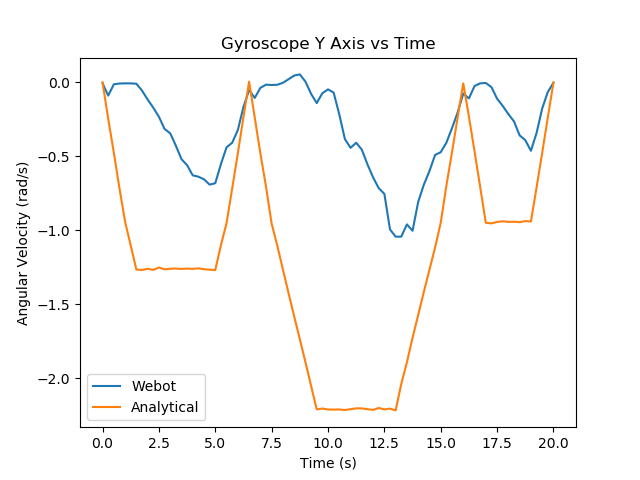 Gyroscope Y Axis vs Time
Angular Velocity (rad/s)
0.0
−0.5
−1.0
−1.5
−2.0
Webot
Analytical
0.0 2.5 5.0 7.5 10.0 12.5 15.0 17.5 20.0
Time (s)